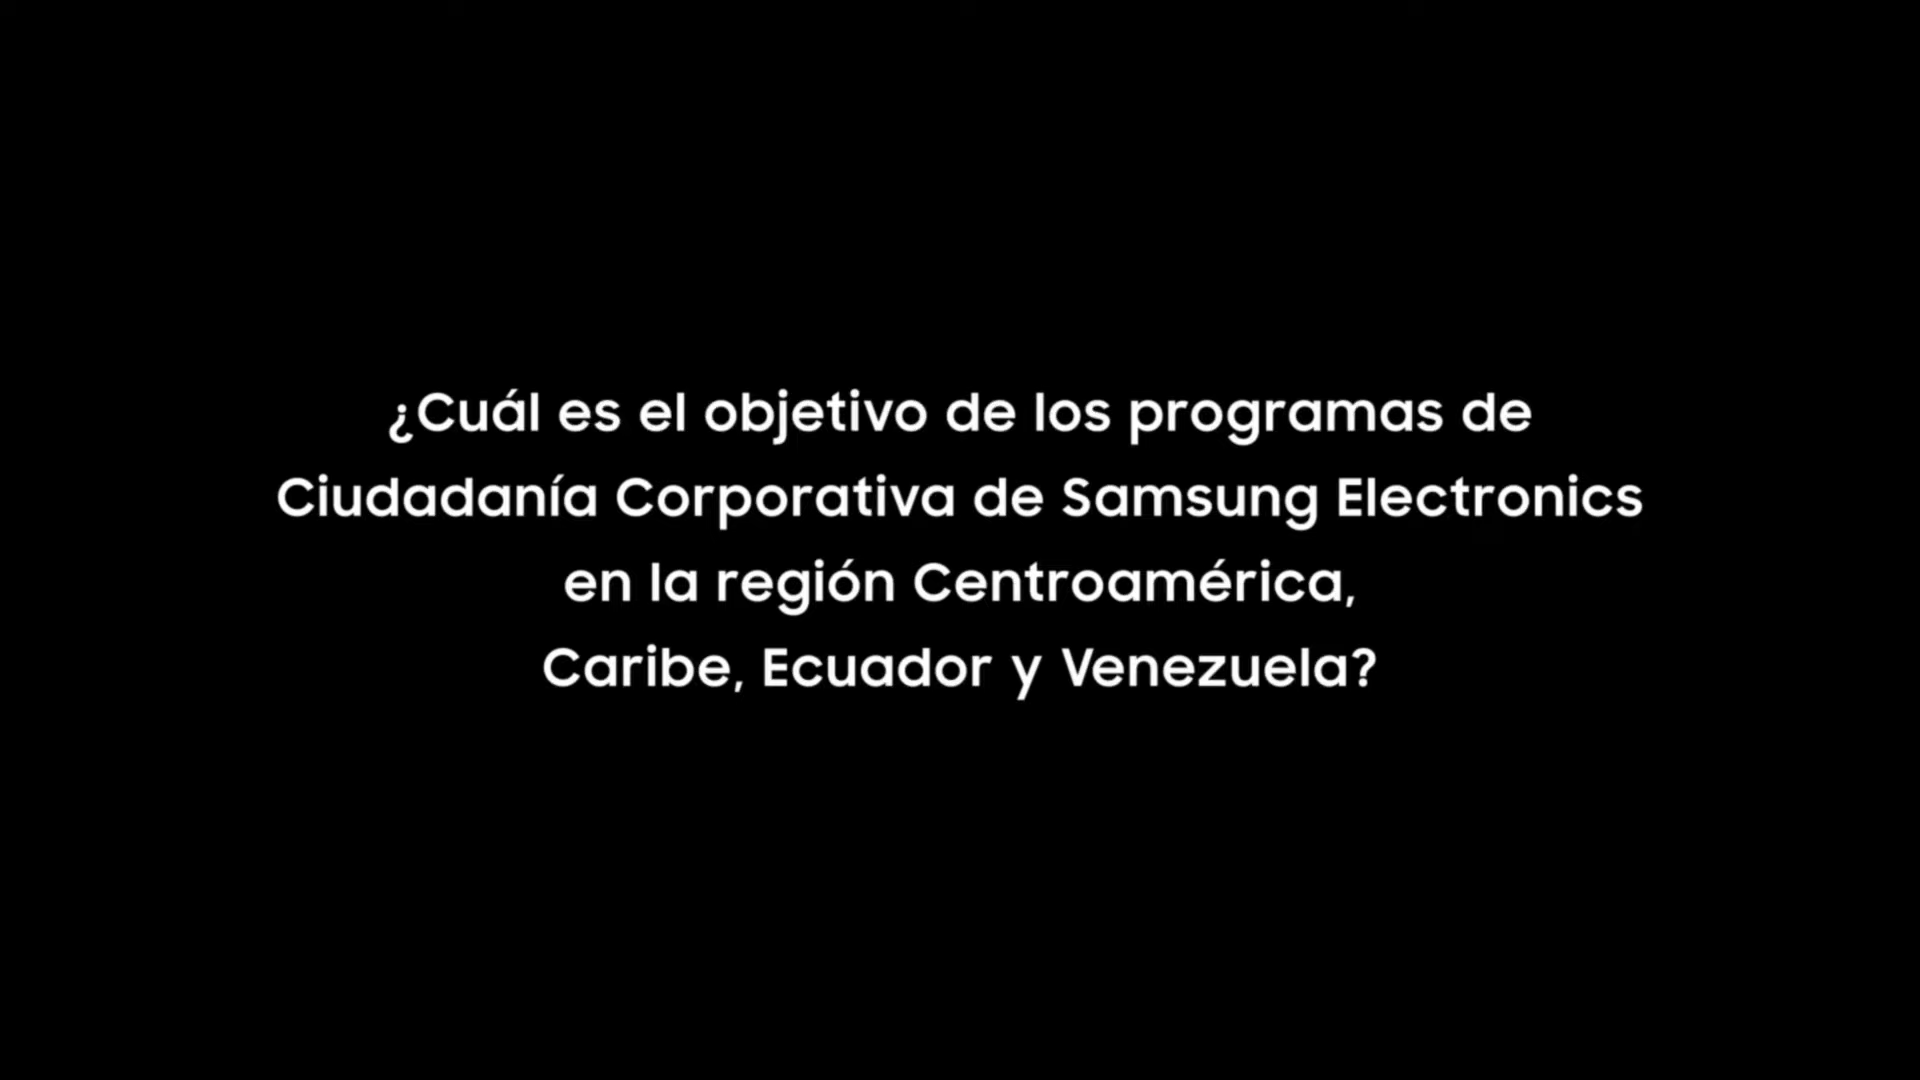 ¿Cuál es el objetivo de los programas de
Ciudadanía Corporativa de Samsung Electronics
en la región Centroamérica,
Caribe, Ecuador y Venezuela?